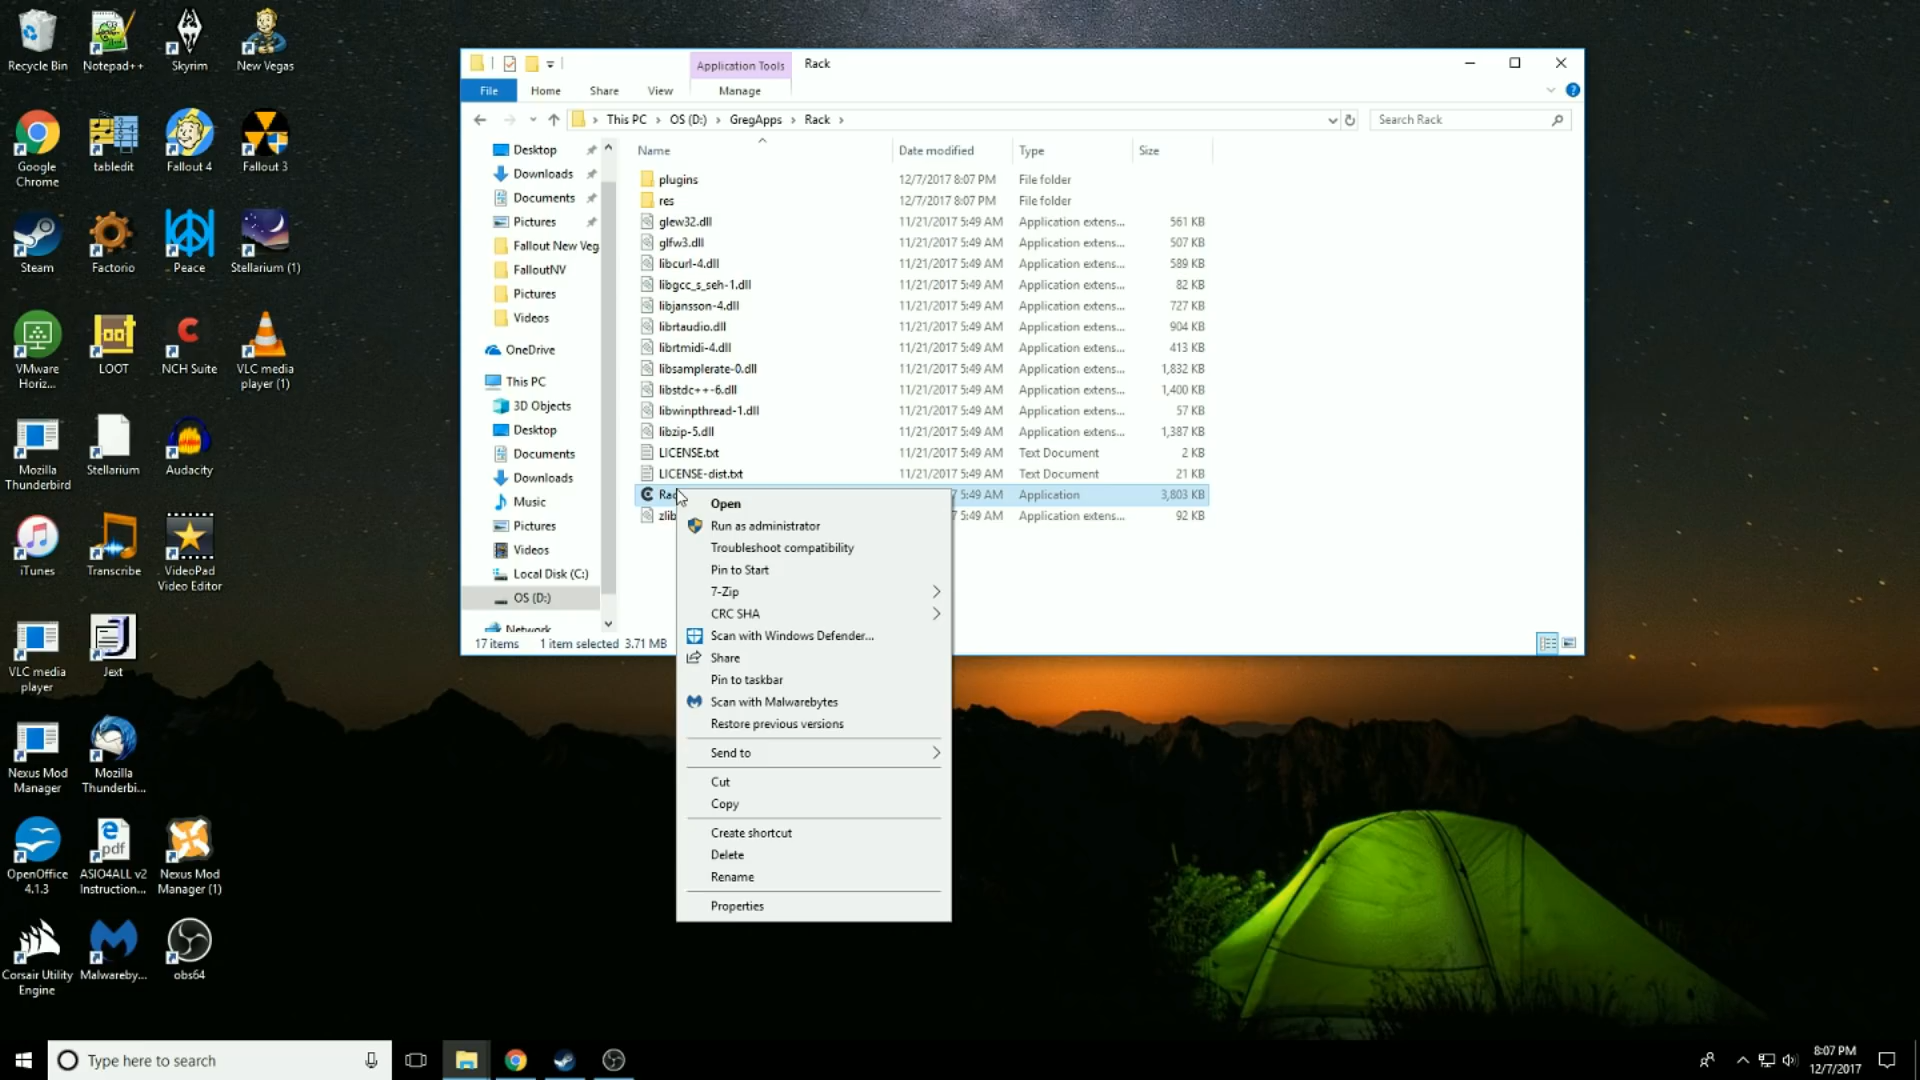 Recycle Bin
Notepad++
Skyrim
New Vegas
Google
Chrome
tabledit
Fallout 4
Fallout 3
Steam
Factorio
Peace
Stellarium (1)
VMware
Horiz...
LOOT
NCH Suite
VLC media
player (1)
Mozilla
Thunderbird
Stellarium
Audacity
iTunes
Transcribe
VideoPad
Video Editor
VLC media
player
Jext
Nexus Mod
Manager
Mozilla
Thunderbi...
OpenOffice
4.1.3
ASIO4ALL v2
Instruction...
Nexus Mod
Manager (1)
Corsair Utility
Engine
Malwareby...
obs64
Application Tools
Rack
File
Home
Share
View
Manage
This PC > OS (D:) > GregApps > Rack >
Search Rack
Desktop
Downloads
Documents
Pictures
Fallout New Veg
FalloutNV
Pictures
Videos
OneDrive
This PC
3D Objects
Desktop
Documents
Downloads
Music
Pictures
Videos
Local Disk (C:)
OS (D:)
Network
Name Date modified Type Size
plugins 12/7/2017 8:07 PM File folder
res 12/7/2017 8:07 PM File folder
glew32.dll 11/21/2017 5:49 AM Application extens... 561 KB
glfw3.dll 11/21/2017 5:49 AM Application extens... 507 KB
libcurl-4.dll 11/21/2017 5:49 AM Application extens... 589 KB
libgcc_s_seh-1.dll 11/21/2017 5:49 AM Application extens... 82 KB
libjansson-4.dll 11/21/2017 5:49 AM Application extens... 727 KB
librtaudio.dll 11/21/2017 5:49 AM Application extens... 904 KB
librtmidi-4.dll 11/21/2017 5:49 AM Application extens... 413 KB
libsamplerate-0.dll 11/21/2017 5:49 AM Application extens... 1,832 KB
libstdc++-6.dll 11/21/2017 5:49 AM Application extens... 1,400 KB
libwinpthread-1.dll 11/21/2017 5:49 AM Application extens... 57 KB
libzip-5.dll 11/21/2017 5:49 AM Application extens... 1,387 KB
LICENSE.txt 11/21/2017 5:49 AM Text Document 2 KB
LICENSE-dist.txt 11/21/2017 5:49 AM Text Document 21 KB
Rac 7 5:49 AM Application 3,803 KB
zlib 7 5:49 AM Application extens... 92 KB
17 items 1 item selected 3.71 MB
Open
Run as administrator
Troubleshoot compatibility
Pin to Start
7-Zip
CRC SHA
Scan with Windows Defender...
Share
Pin to taskbar
Scan with Malwarebytes
Restore previous versions
Send to
Cut
Copy
Create shortcut
Delete
Rename
Properties
Type here to search
8:07 PM
12/7/2017